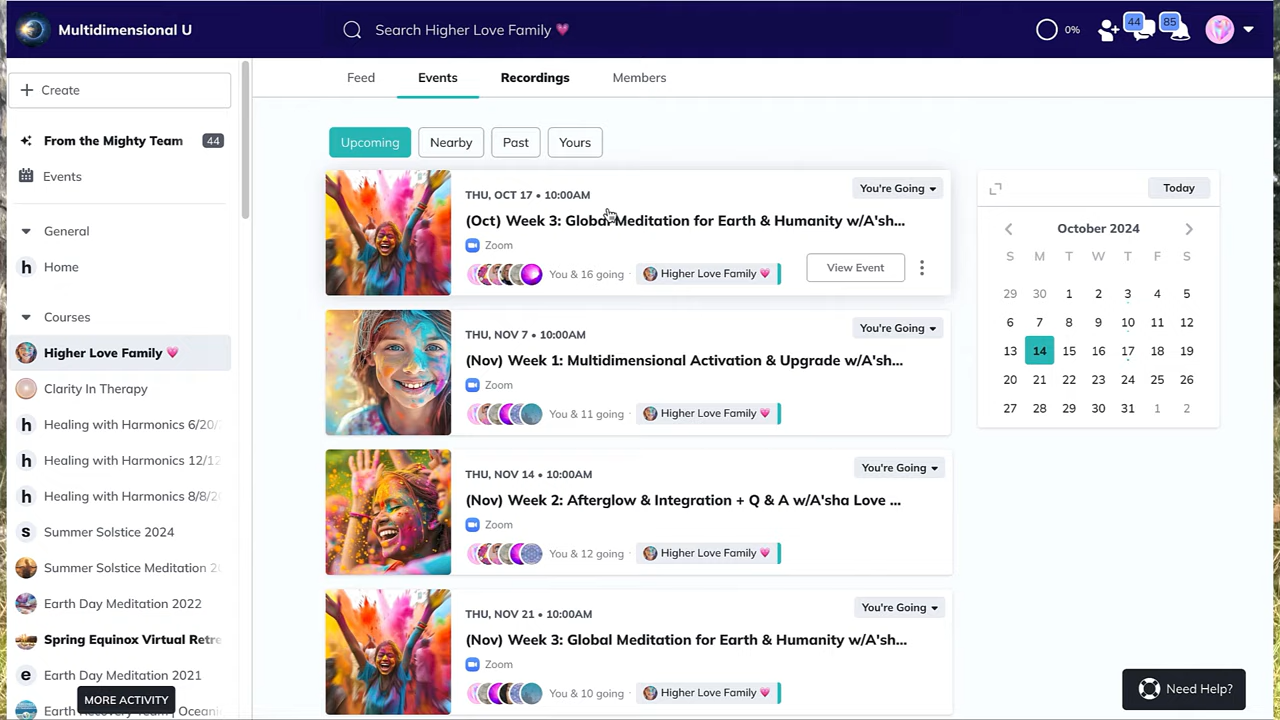 Multidimensional U
Search Higher Love Family
0%
44
85
Create
From the Mighty Team 44
Events
General
h Home
Courses
Higher Love Family
Clarity In Therapy
h Healing with Harmonics 6/20/
h Healing with Harmonics 12/12
h Healing with Harmonics 8/8/20
s Summer Solstice 2024
Summer Solstice Meditation 2
Earth Day Meditation 2022
Spring Equinox Virtual Retre
e Earth Day Meditation 2021
Earth Recovery Team | Oceanic
MORE ACTIVITY
Feed Events Recordings Members
Upcoming Nearby Past Yours
THU, OCT 17 • 10:00AM
You're Going
(Oct) Week 3: Global Meditation for Earth & Humanity w/A'sh...
Zoom
You & 16 going · Higher Love Family
View Event
THU, NOV 7 • 10:00AM
You're Going
(Nov) Week 1: Multidimensional Activation & Upgrade w/A'sh...
Zoom
You & 11 going · Higher Love Family
THU, NOV 14 • 10:00AM
You're Going
(Nov) Week 2: Afterglow & Integration + Q & A w/A'sha Love ...
Zoom
You & 12 going · Higher Love Family
THU, NOV 21 • 10:00AM
You're Going
(Nov) Week 3: Global Meditation for Earth & Humanity w/A'sh...
Zoom
You & 10 going · Higher Love Family
Today
October 2024
S M T W T F S
29 30 1 2 3 4 5
6 7 8 9 10 11 12
13 14 15 16 17 18 19
20 21 22 23 24 25 26
27 28 29 30 31 1 2
Need Help?